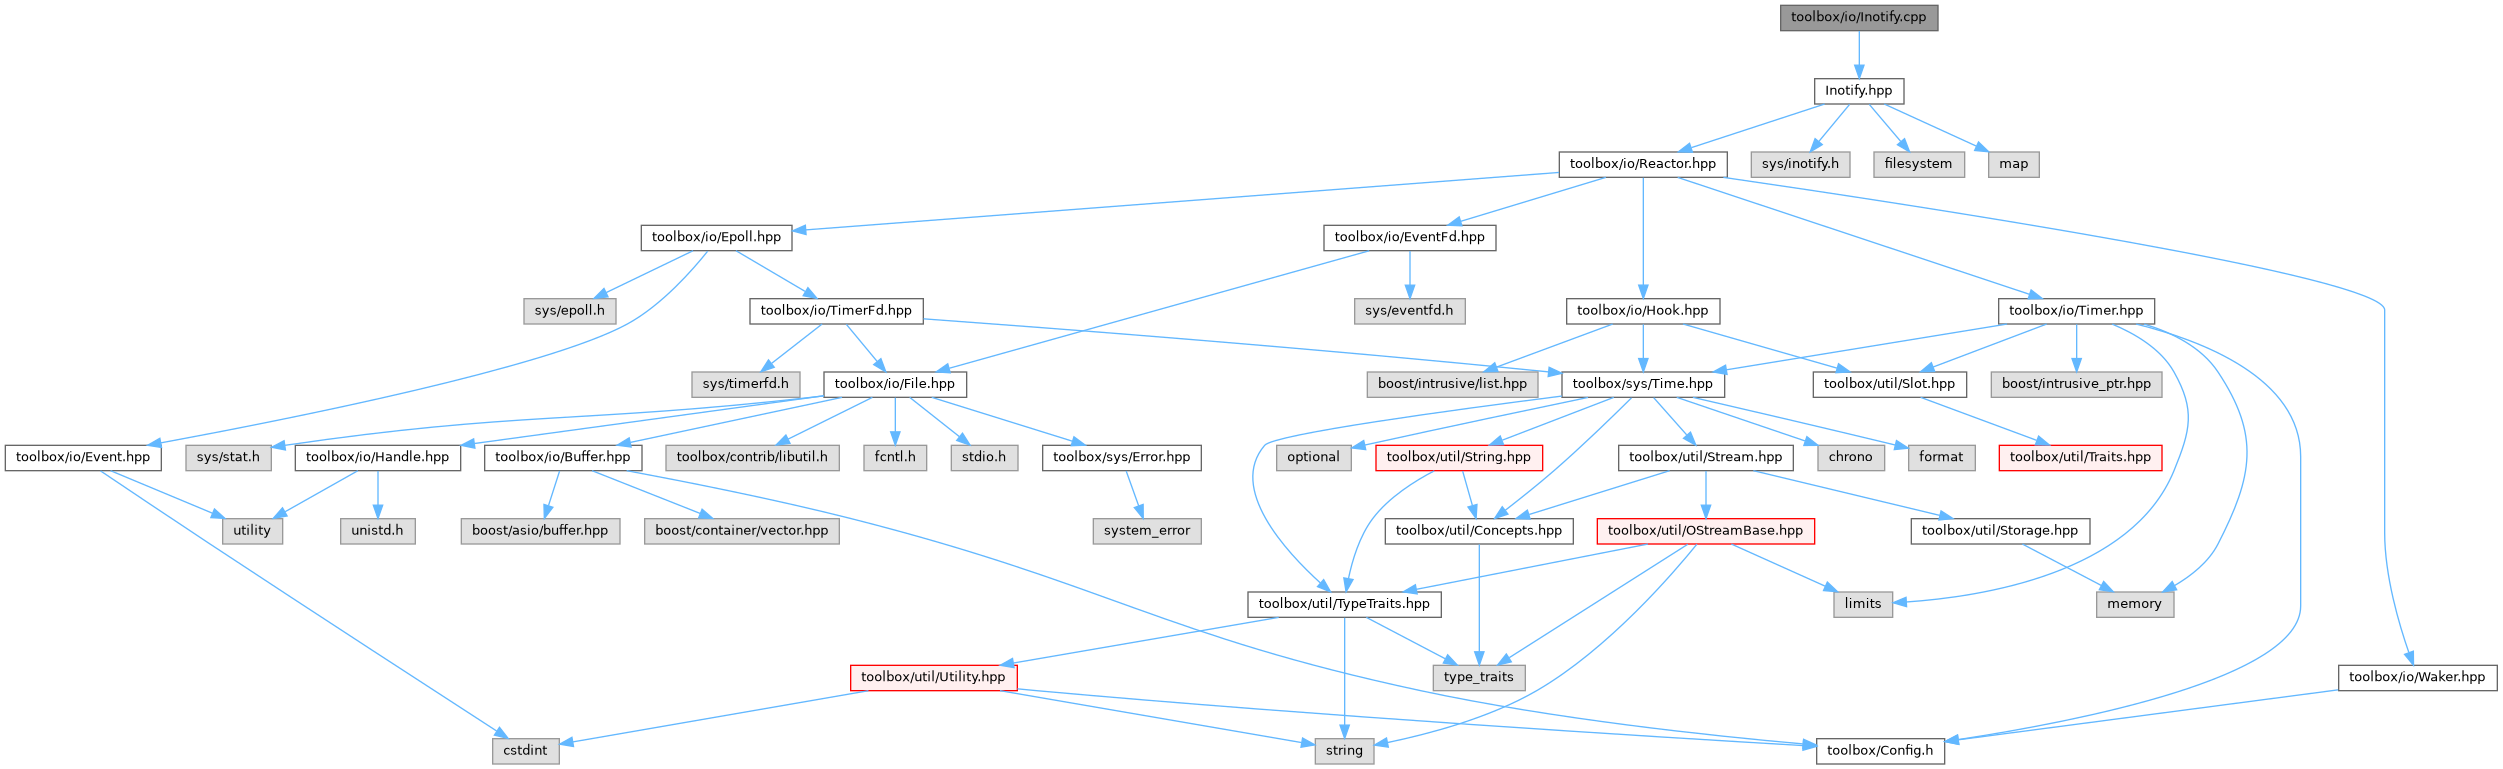 toolbox/io/Inotify.cpp
Inotify.hpp
toolbox/io/Reactor.hpp
sys/inotify.h
filesystem
map
toolbox/io/Epoll.hpp
toolbox/io/EventFd.hpp
sys/epoll.h
toolbox/io/TimerFd.hpp
sys/eventfd.h
toolbox/io/Hook.hpp
toolbox/io/Timer.hpp
sys/timerfd.h
toolbox/io/File.hpp
boost/intrusive/list.hpp
toolbox/sys/Time.hpp
toolbox/util/Slot.hpp
boost/intrusive_ptr.hpp
toolbox/io/Event.hpp
sys/stat.h
toolbox/io/Handle.hpp
toolbox/io/Buffer.hpp
toolbox/contrib/libutil.h
fcntl.h
stdio.h
toolbox/sys/Error.hpp
optional
toolbox/util/String.hpp
toolbox/util/Stream.hpp
chrono
format
toolbox/util/Traits.hpp
utility
unistd.h
boost/asio/buffer.hpp
boost/container/vector.hpp
system_error
toolbox/util/Concepts.hpp
toolbox/util/OStreamBase.hpp
toolbox/util/Storage.hpp
toolbox/util/TypeTraits.hpp
limits
memory
toolbox/util/Utility.hpp
type_traits
toolbox/io/Waker.hpp
cstdint
string
toolbox/Config.h